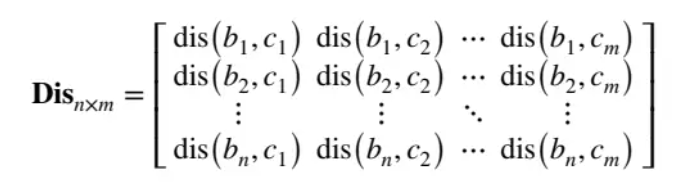 Dis_{n×m} = [ dis(b_1, c_1) dis(b_1, c_2) ⋯ dis(b_1, c_m)
dis(b_2, c_1) dis(b_2, c_2) ⋯ dis(b_2, c_m)
⋮ ⋮ ⋱ ⋮
dis(b_n, c_1) dis(b_n, c_2) ⋯ dis(b_n, c_m) ]